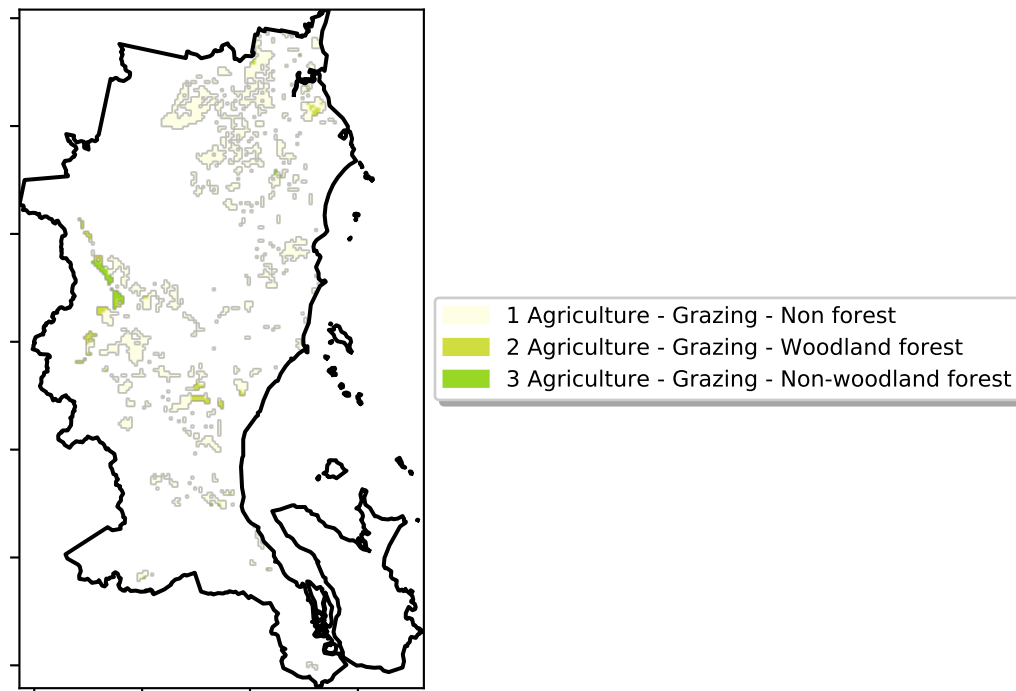 1 Agriculture - Grazing - Non forest
2 Agriculture - Grazing - Woodland forest
3 Agriculture - Grazing - Non-woodland forest